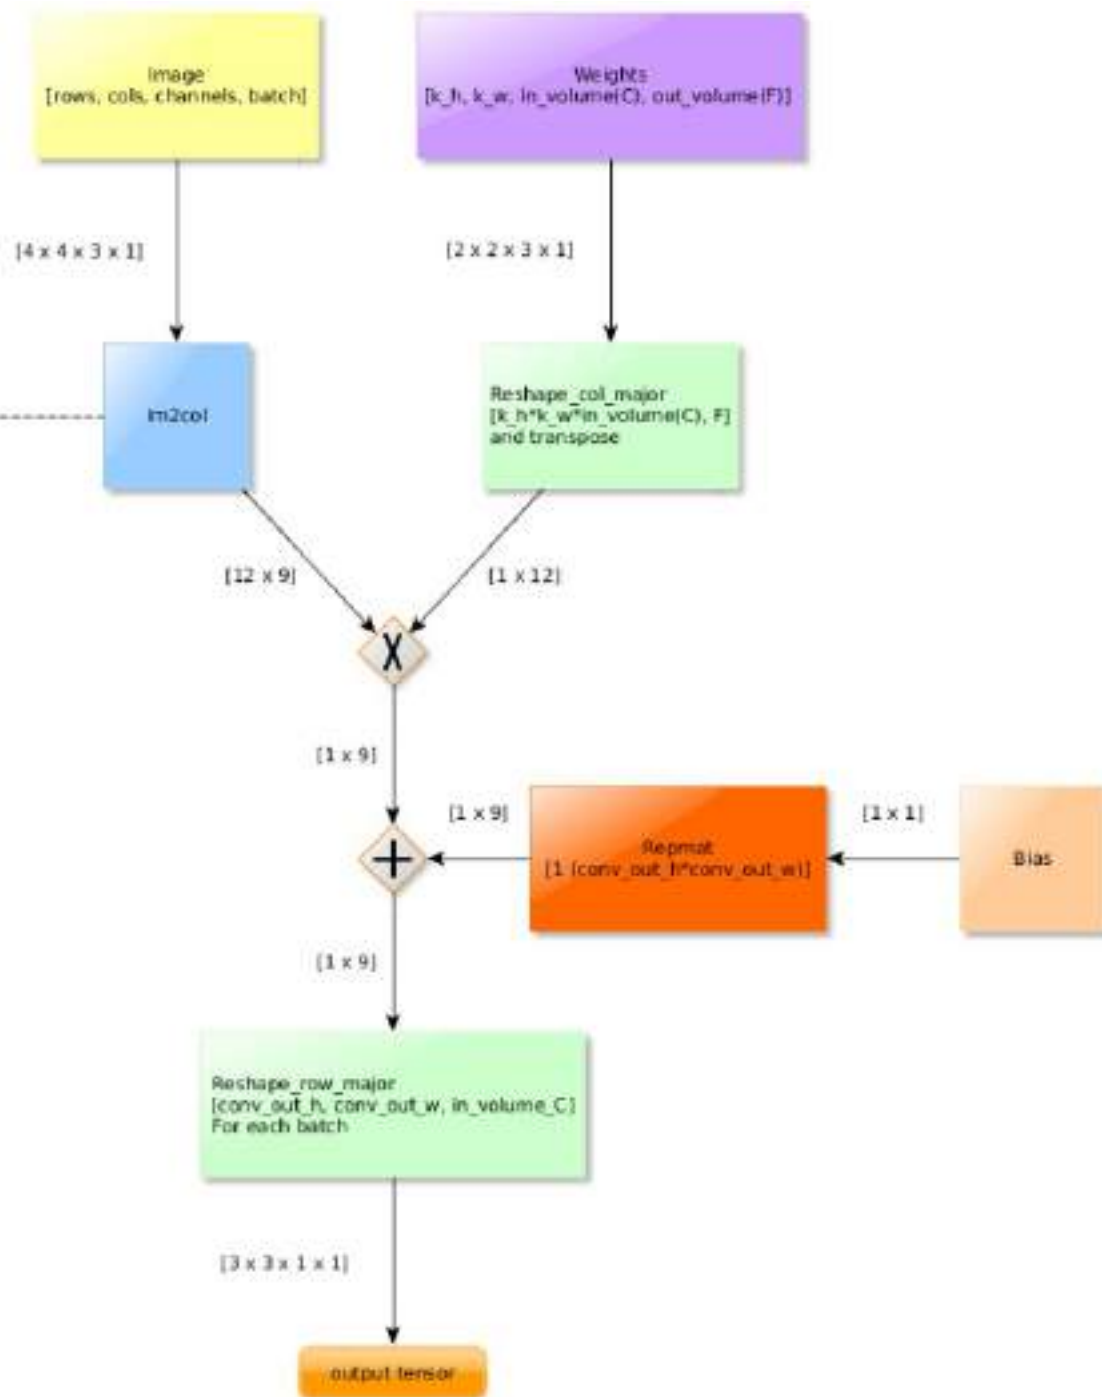 Image
[rows, cols, channels, batch]
Weights
[k_h, k_w, in_volume(C), out_volume(F)]
[4 x 4 x 3 x 1]
[2 x 2 x 3 x 1]
Im2col
Reshape_col_major
[k_h*k_w*in_volume(C), F]
and transpose
[12 x 9]
[1 x 12]
X
[1 x 9]
[1 x 9]
[1 x 1]
+
Repmat
[1 (conv_out_h*conv_out_w)]
Bias
[1 x 9]
Reshape_row_major
[conv_out_h, conv_out_w, in_volume_C]
For each batch
[3 x 3 x 1 x 1]
output tensor